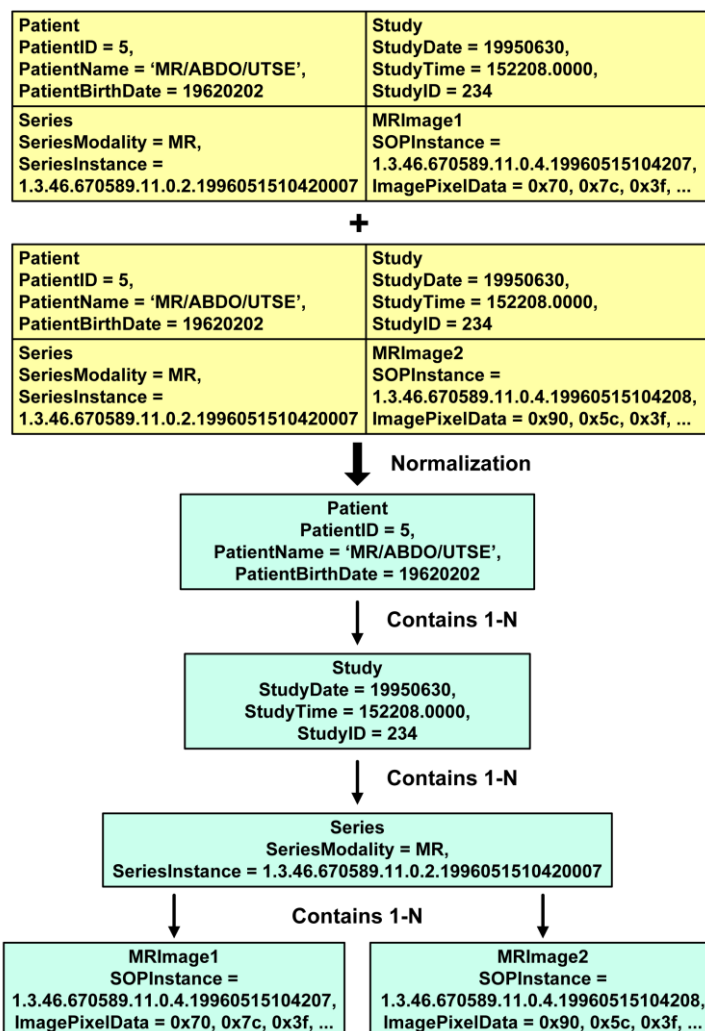 Patient
PatientID = 5,
PatientName = ‘MR/ABDO/UTSE’,
PatientBirthDate = 19620202
Study
StudyDate = 19950630,
StudyTime = 152208.0000,
StudyID = 234
Series
SeriesModality = MR,
SeriesInstance =
1.3.46.670589.11.0.2.1996051510420007
MRImage1
SOPInstance =
1.3.46.670589.11.0.4.19960515104207,
ImagePixelData = 0x70, 0x7c, 0x3f, ...
+
Patient
PatientID = 5,
PatientName = ‘MR/ABDO/UTSE’,
PatientBirthDate = 19620202
Study
StudyDate = 19950630,
StudyTime = 152208.0000,
StudyID = 234
Series
SeriesModality = MR,
SeriesInstance =
1.3.46.670589.11.0.2.1996051510420007
MRImage2
SOPInstance =
1.3.46.670589.11.0.4.19960515104208,
ImagePixelData = 0x90, 0x5c, 0x3f, ...
Normalization
Patient
PatientID = 5,
PatientName = ‘MR/ABDO/UTSE’,
PatientBirthDate = 19620202
Contains 1-N
Study
StudyDate = 19950630,
StudyTime = 152208.0000,
StudyID = 234
Contains 1-N
Series
SeriesModality = MR,
SeriesInstance = 1.3.46.670589.11.0.2.1996051510420007
Contains 1-N
MRImage1
SOPInstance =
1.3.46.670589.11.0.4.19960515104207,
ImagePixelData = 0x70, 0x7c, 0x3f, ...
MRImage2
SOPInstance =
1.3.46.670589.11.0.4.19960515104208,
ImagePixelData = 0x90, 0x5c, 0x3f, ...